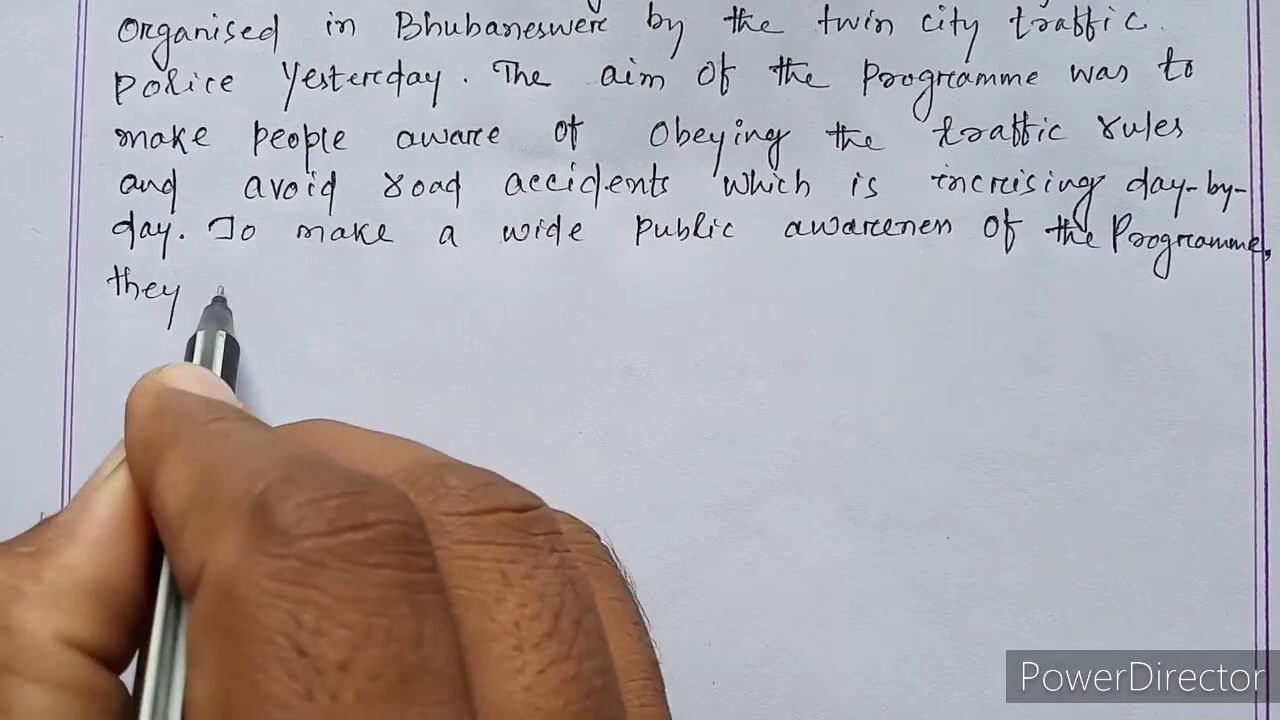 Organised in Bhubaneswere by the twin city traffic
police yesterday. The aim of the Programme was to
make people aware of obeying the traffic rules
and avoid road accidents which is increising day-by-
day. To make a wide public awareness of the Programme,
they
PowerDirector